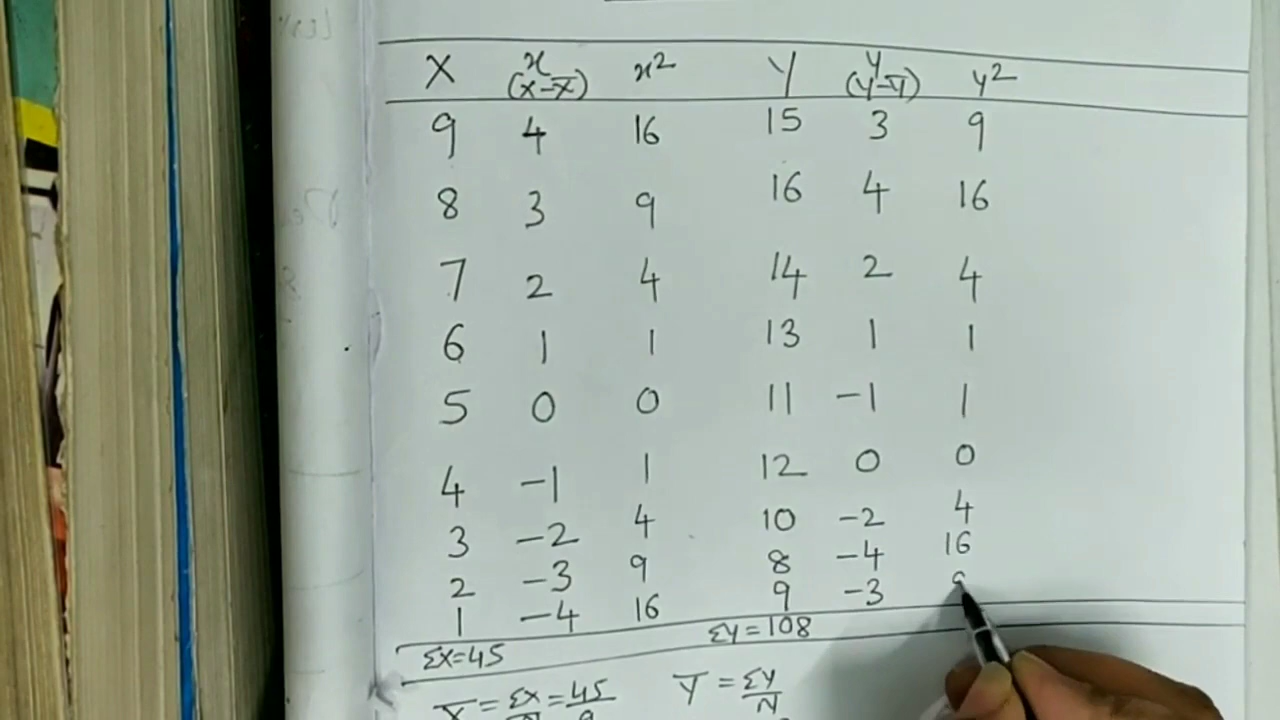 X x (X-X̅) x² Y y (Y-Y̅) y²
9 4 16 15 3 9
8 3 9 16 4 16
7 2 4 14 2 4
6 1 1 13 1 1
5 0 0 11 -1 1
4 -1 1 12 0 0
3 -2 4 10 -2 4
2 -3 9 8 -4 16
1 -4 16 9 -3
ΣX=45 ΣY=108
X̅ = ΣX/N = 45/9 Y̅ = ΣY/N